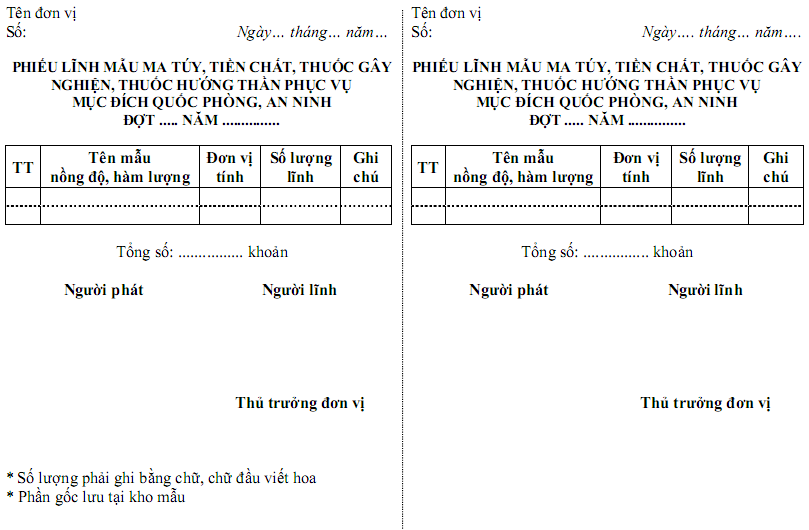 Tên đơn vị
Số: Ngày... tháng... năm...
PHIẾU LĨNH MẪU MA TÚY, TIỀN CHẤT, THUỐC GÂY
NGHIỆN, THUỐC HƯỚNG THẦN PHỤC VỤ
MỤC ĐÍCH QUỐC PHÒNG, AN NINH
ĐỢT ..... NĂM ...............
TT Tên mẫu nồng độ, hàm lượng Đơn vị tính Số lượng lĩnh Ghi chú
Tổng số: ................ khoản
Người phát Người lĩnh
Thủ trưởng đơn vị
* Số lượng phải ghi bằng chữ, chữ đầu viết hoa
* Phần gốc lưu tại kho mẫu
Tên đơn vị
Số: Ngày.... tháng... năm....
PHIẾU LĨNH MẪU MA TÚY, TIỀN CHẤT, THUỐC GÂY
NGHIỆN, THUỐC HƯỚNG THẦN PHỤC VỤ
MỤC ĐÍCH QUỐC PHÒNG, AN NINH
ĐỢT ..... NĂM ...............
TT Tên mẫu nồng độ, hàm lượng Đơn vị tính Số lượng lĩnh Ghi chú
Tổng số: ................ khoản
Người phát Người lĩnh
Thủ trưởng đơn vị